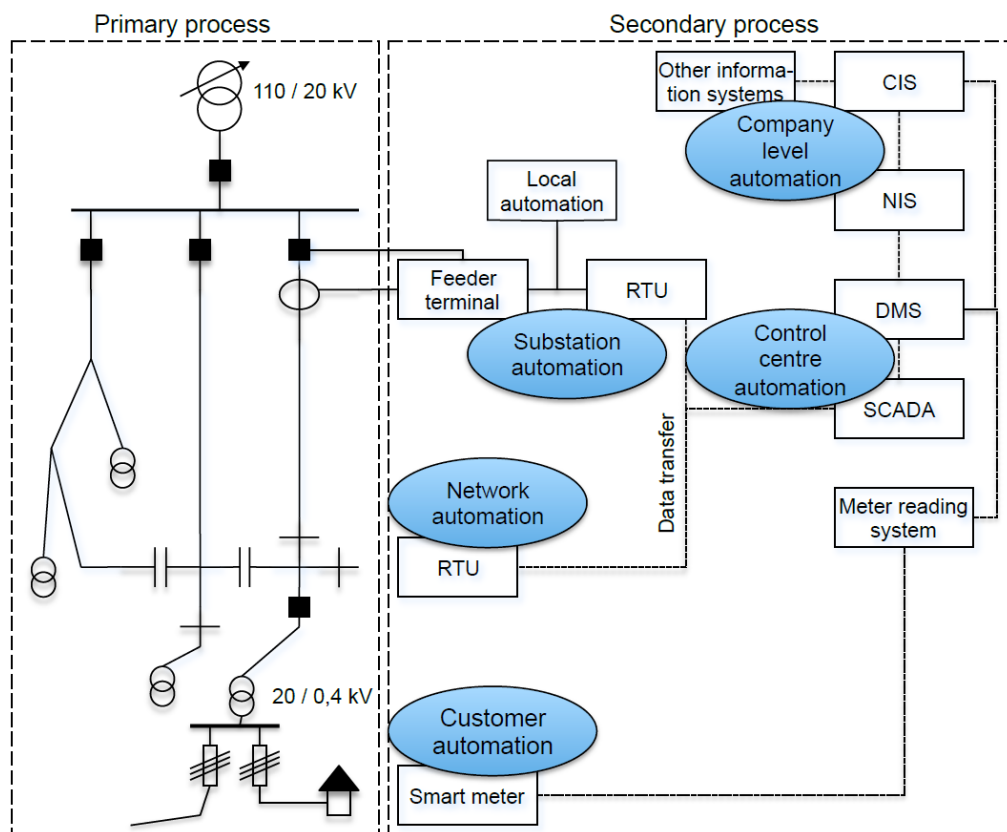 Primary process
Secondary process
110 / 20 kV
Other informa-
tion systems
CIS
Company
level
automation
NIS
Local
automation
Feeder
terminal
RTU
DMS
Substation
automation
Control
centre
automation
SCADA
Data transfer
Network
automation
RTU
Meter reading
system
20 / 0,4 kV
Customer
automation
Smart meter